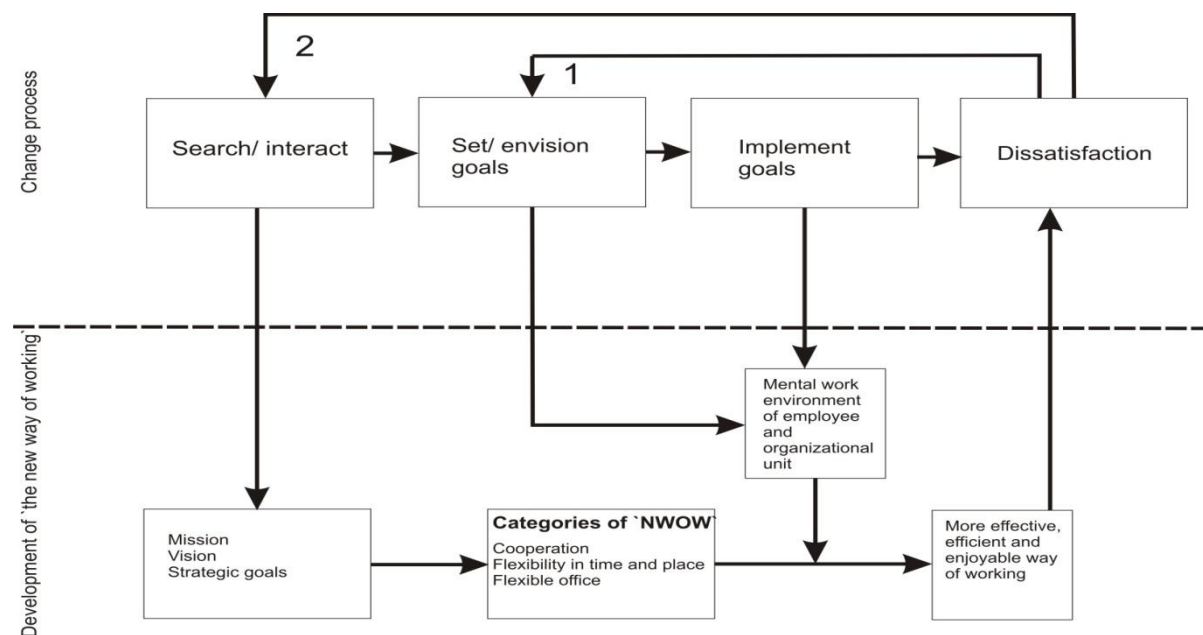 2
1
Change process
Search/ interact
Set/ envision
goals
Implement
goals
Dissatisfaction
Development of `the new way of working`
Mental work
environment
of employee
and
organizational
unit
Mission
Vision
Strategic goals
Categories of `NWOW`
Cooperation
Flexibility in time and place
Flexible office
More effective,
efficient and
enjoyable way
of working